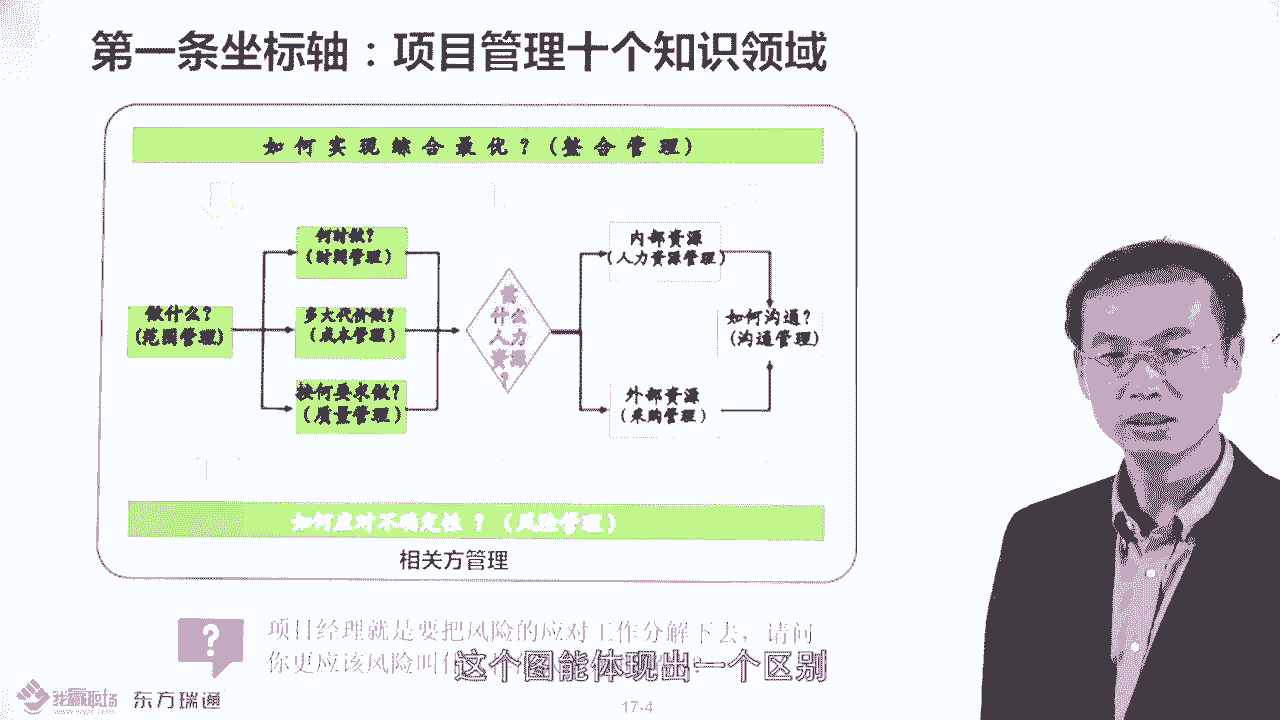 第一条坐标轴：项目管理十个知识领域
如何实现综合最优？(整合管理)
何时做？
(时间管理)
做什么？
(范围管理)
多大代价做？
(成本管理)
按何要求做？
(质量管理)
需
什么
人力
资源
？
内部资源
(人力资源管理)
外部资源
(采购管理)
如何沟通？
(沟通管理)
如何应对不确定性？(风险管理)
相关方管理
?
项目经理就是要把风险的应对工作分解下去，请问
你更应该风险叫什
这个图能体现出一个区别
我赢职场
东方瑞通
17-4